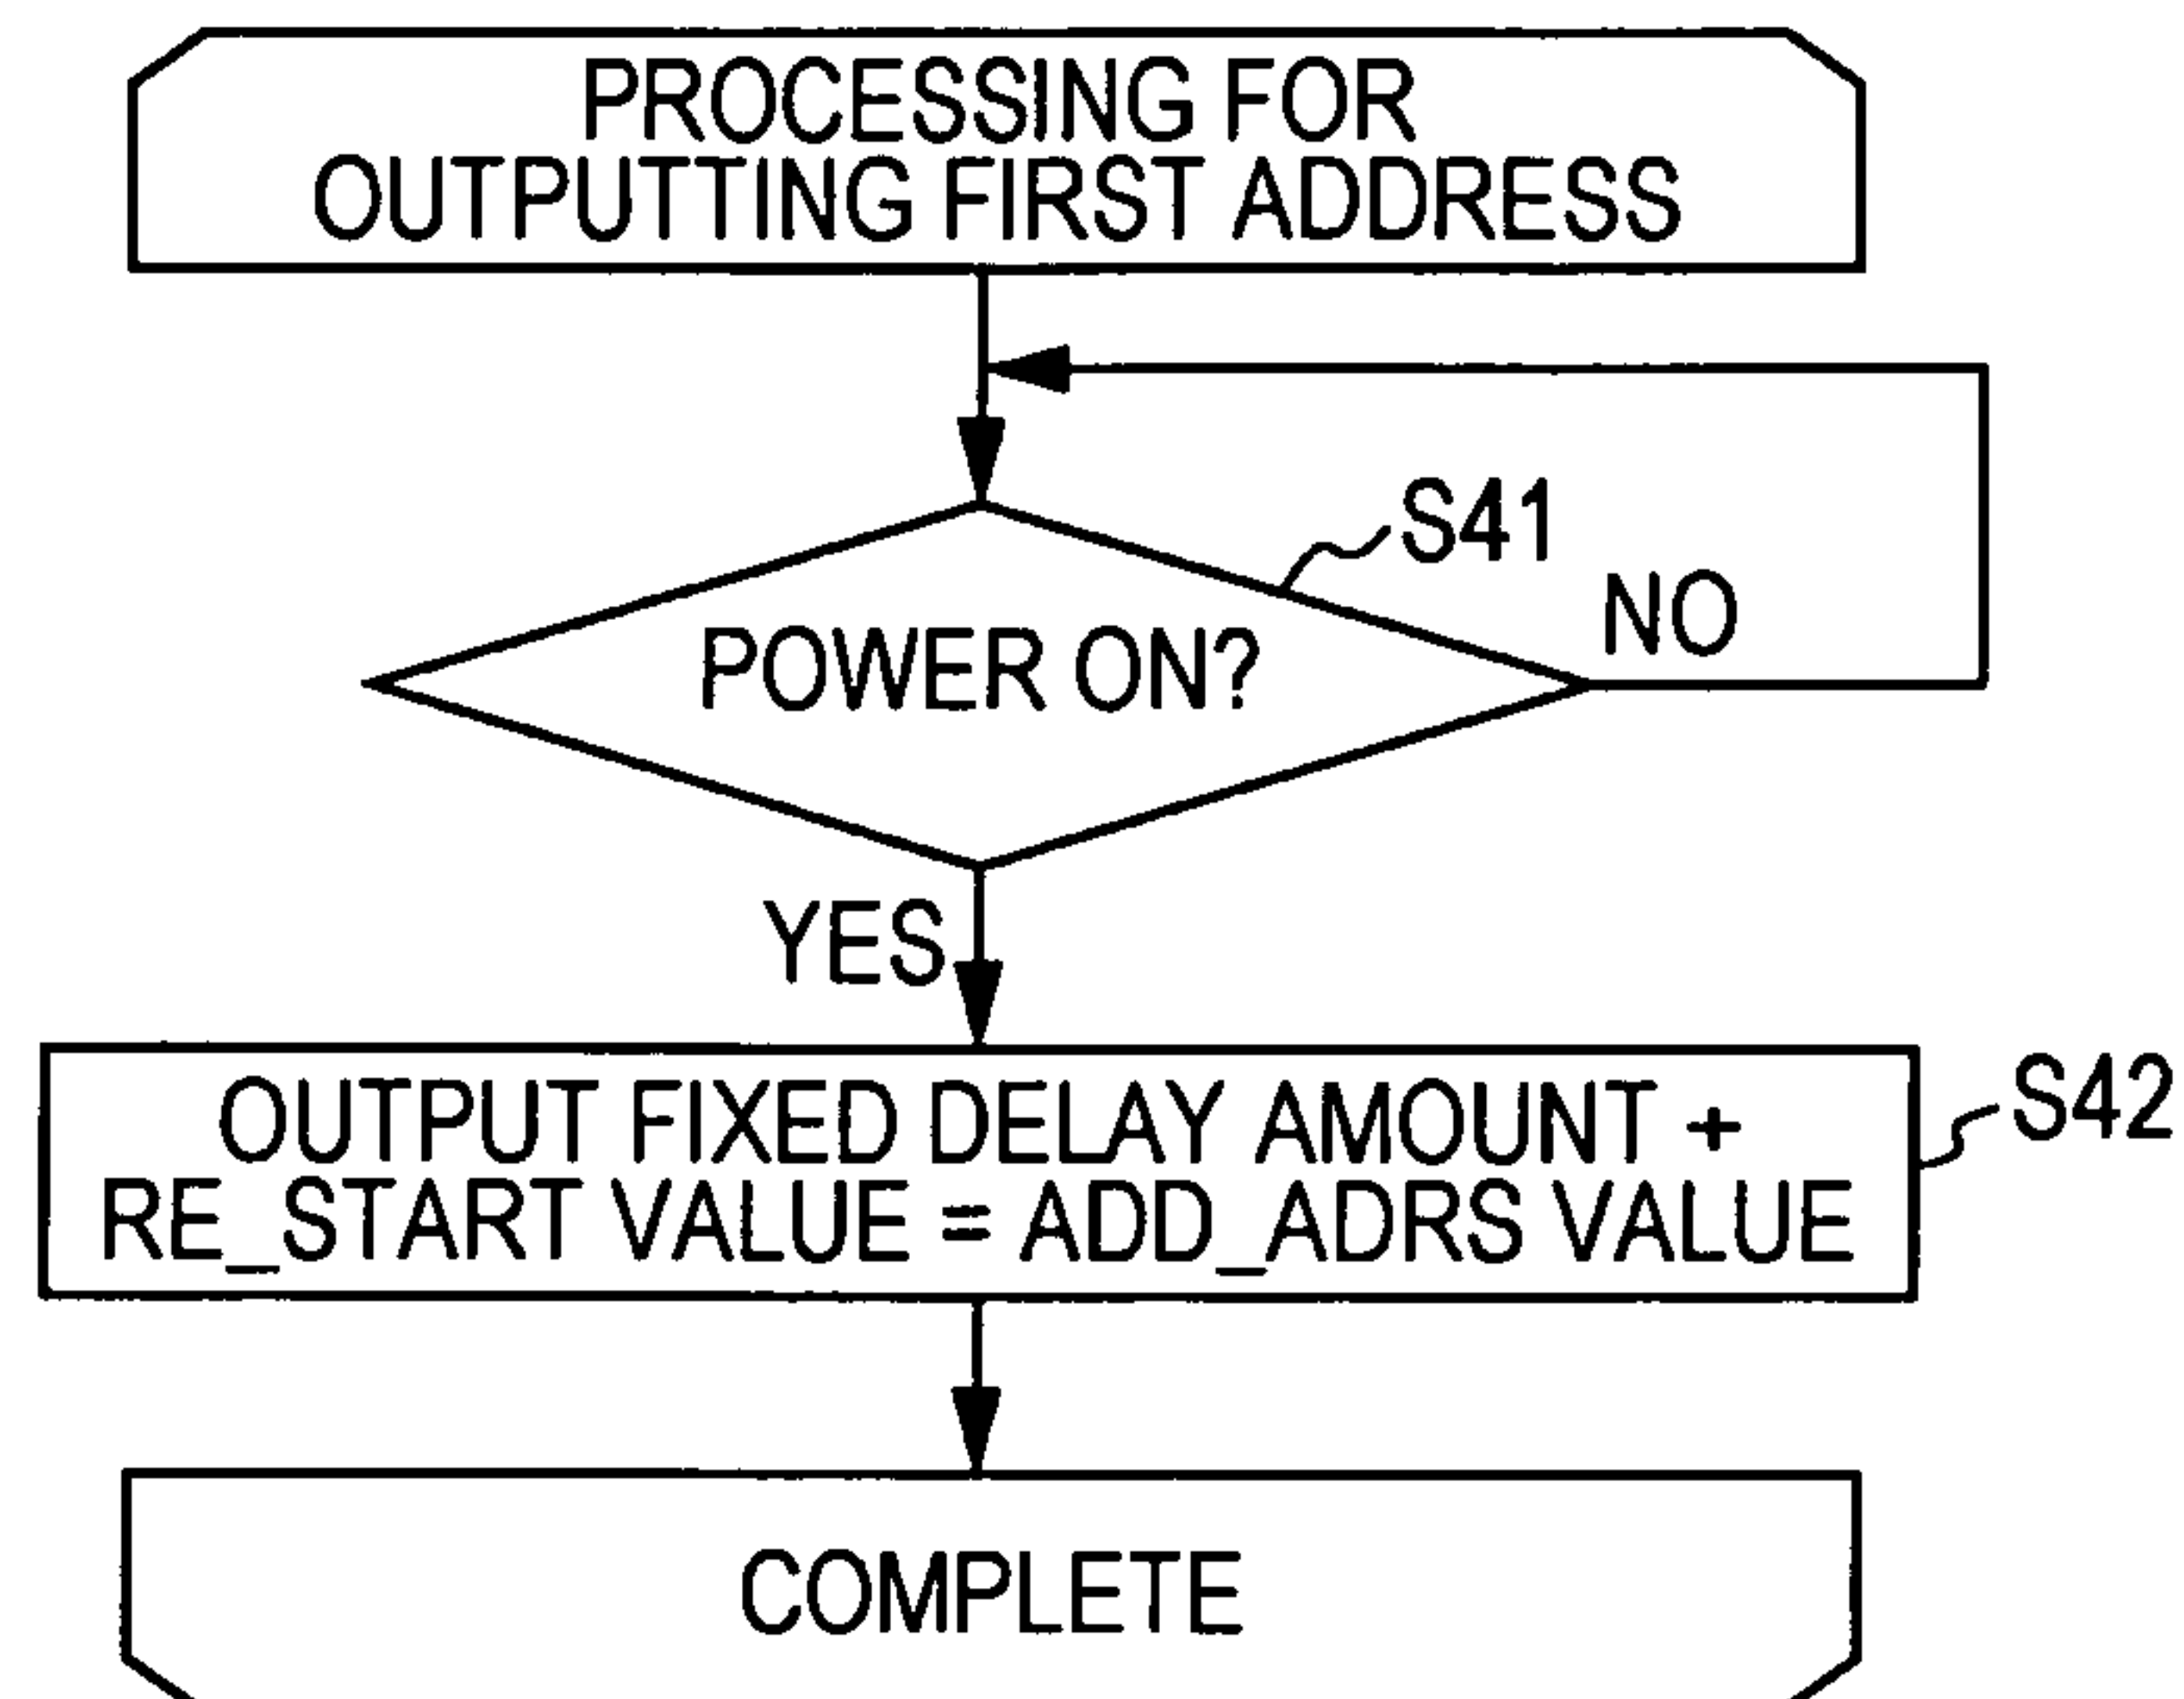 PROCESSING FOR
OUTPUTTING FIRST ADDRESS
S41
NO
POWER ON?
YES
OUTPUT FIXED DELAY AMOUNT +
RE_START VALUE = ADD_ADRS VALUE
S42
COMPLETE